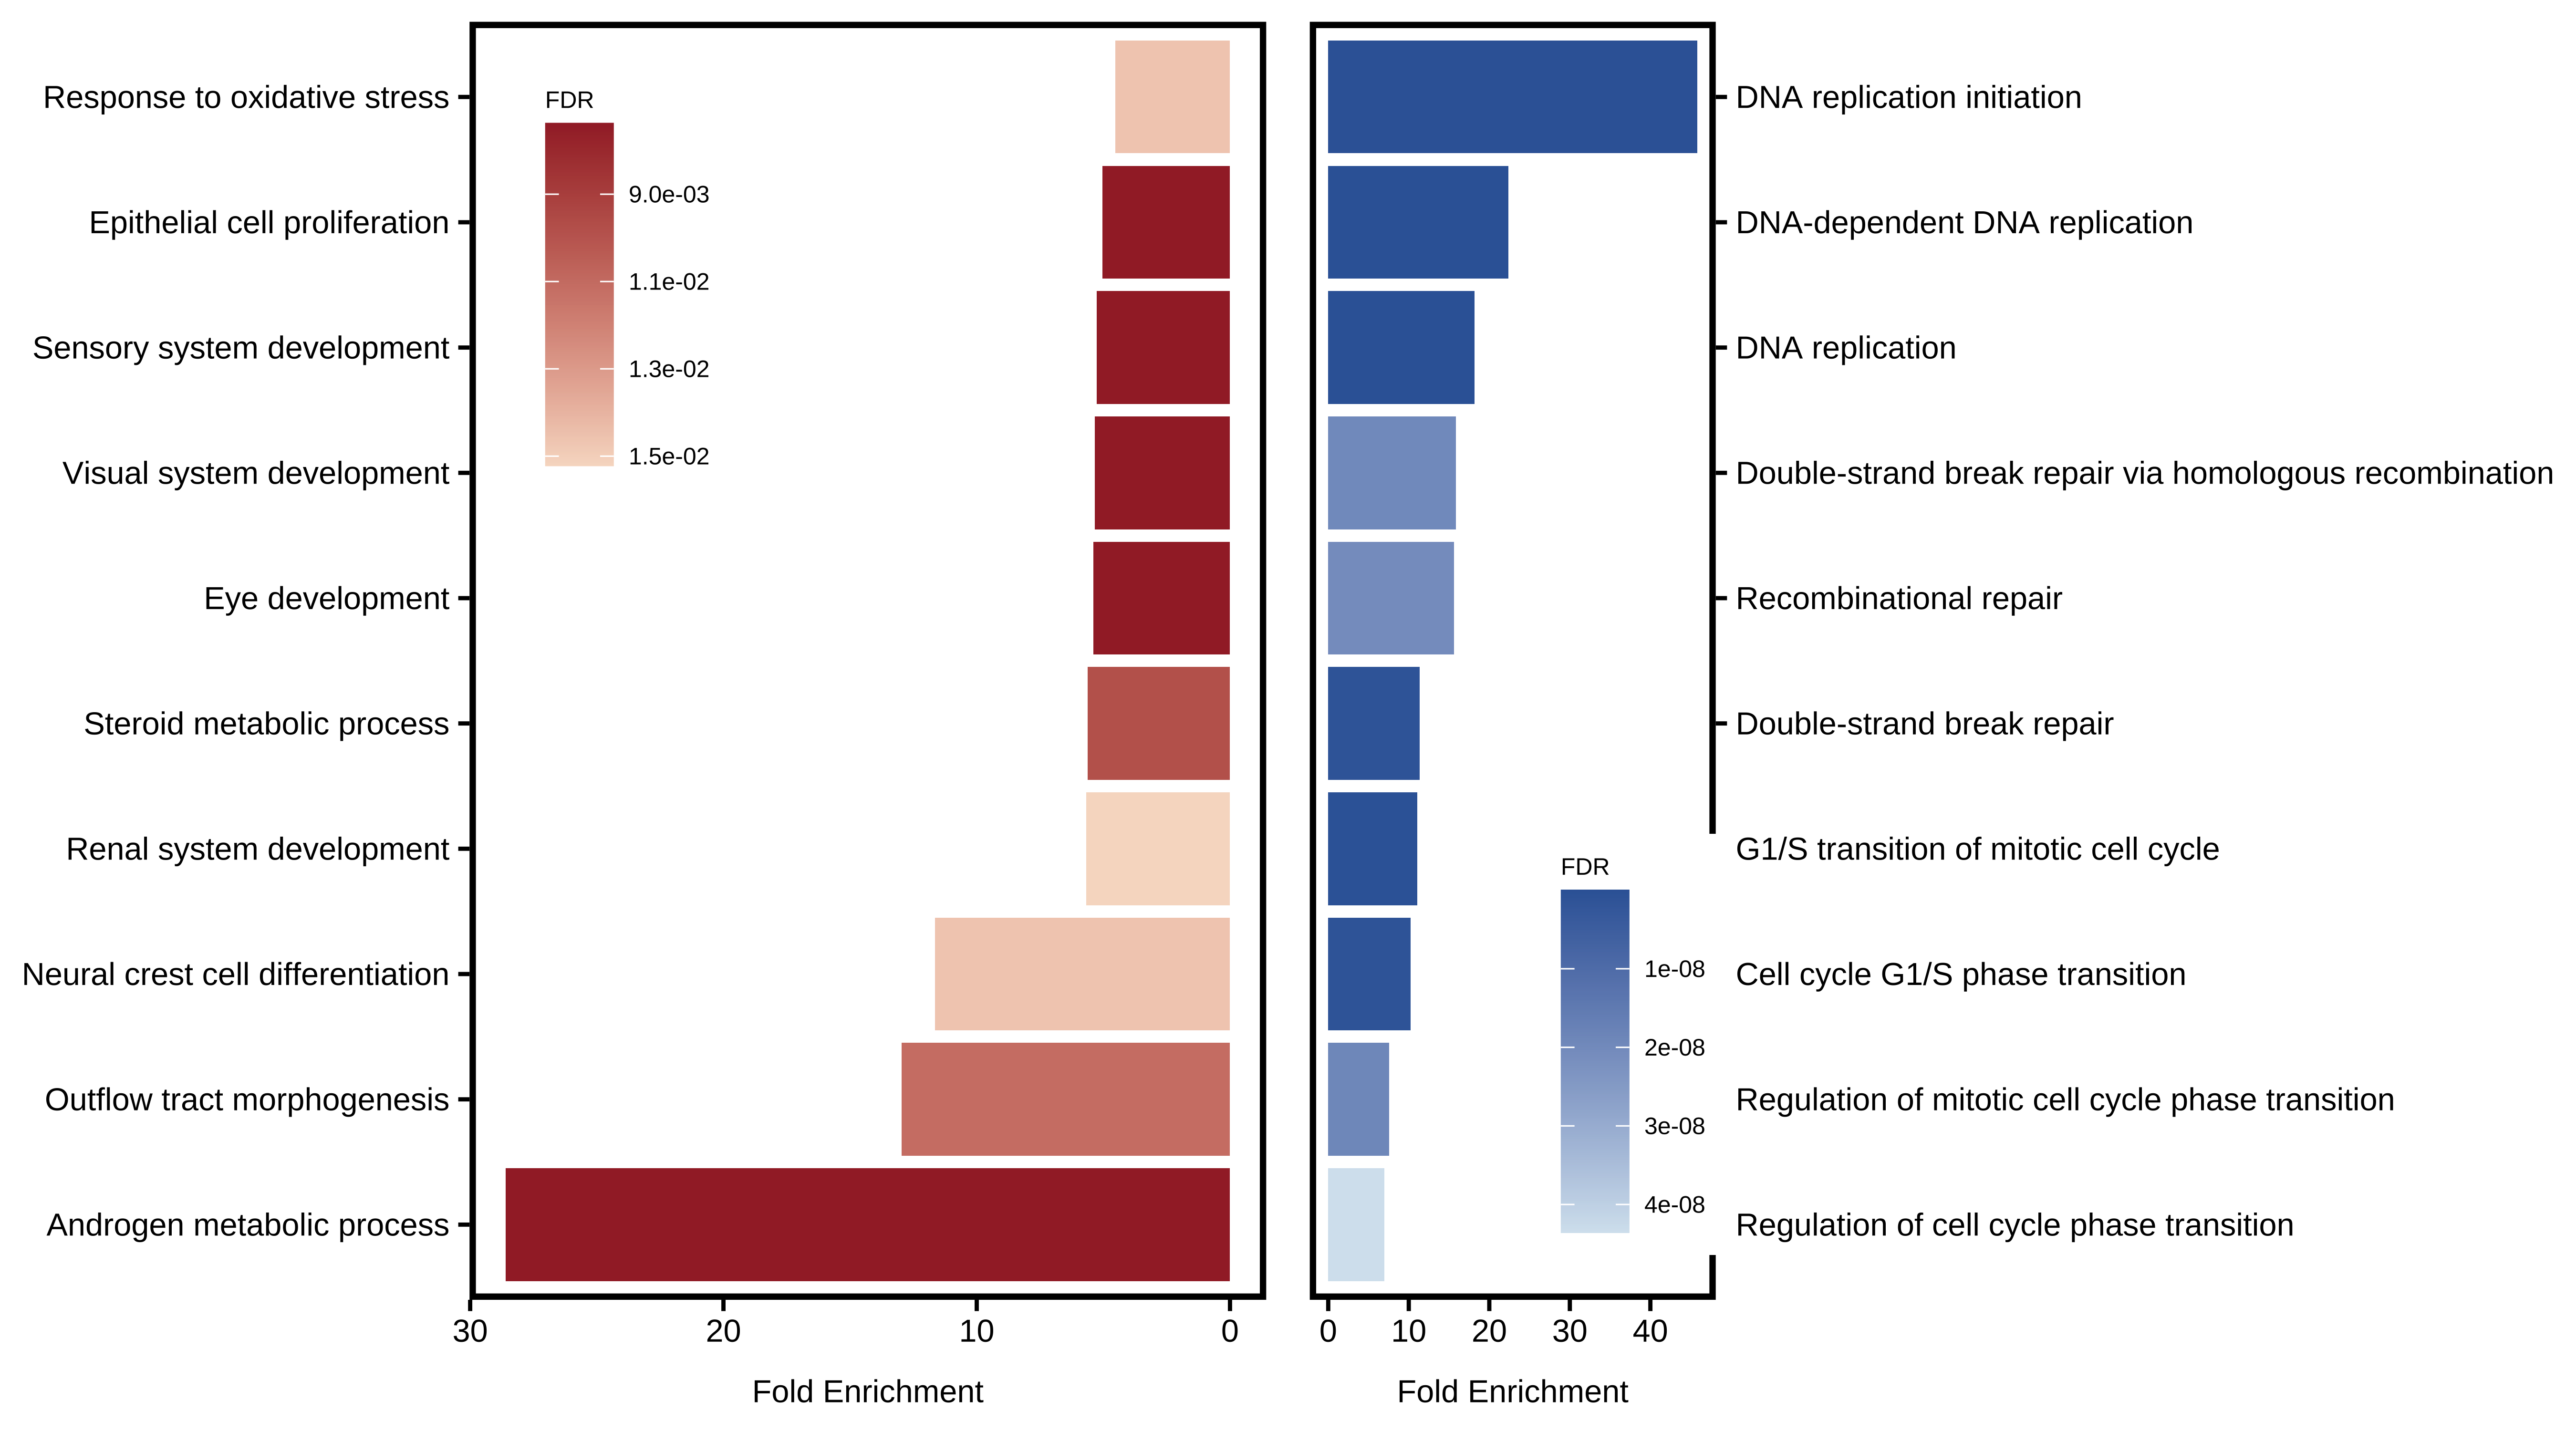 Response to oxidative stress
Epithelial cell proliferation
Sensory system development
Visual system development
Eye development
Steroid metabolic process
Renal system development
Neural crest cell differentiation
Outflow tract morphogenesis
Androgen metabolic process
FDR
9.0e-03
1.1e-02
1.3e-02
1.5e-02
30 20 10 0
Fold Enrichment
DNA replication initiation
DNA-dependent DNA replication
DNA replication
Double-strand break repair via homologous recombination
Recombinational repair
Double-strand break repair
G1/S transition of mitotic cell cycle
Cell cycle G1/S phase transition
Regulation of mitotic cell cycle phase transition
Regulation of cell cycle phase transition
FDR
1e-08
2e-08
3e-08
4e-08
0 10 20 30 40
Fold Enrichment